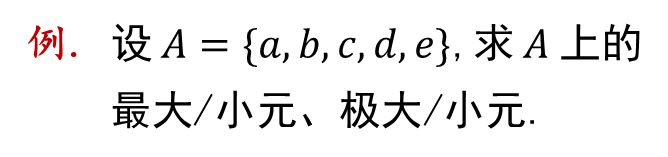 例. 设 A = {a, b, c, d, e}, 求 A 上的
最大/小元、极大/小元.